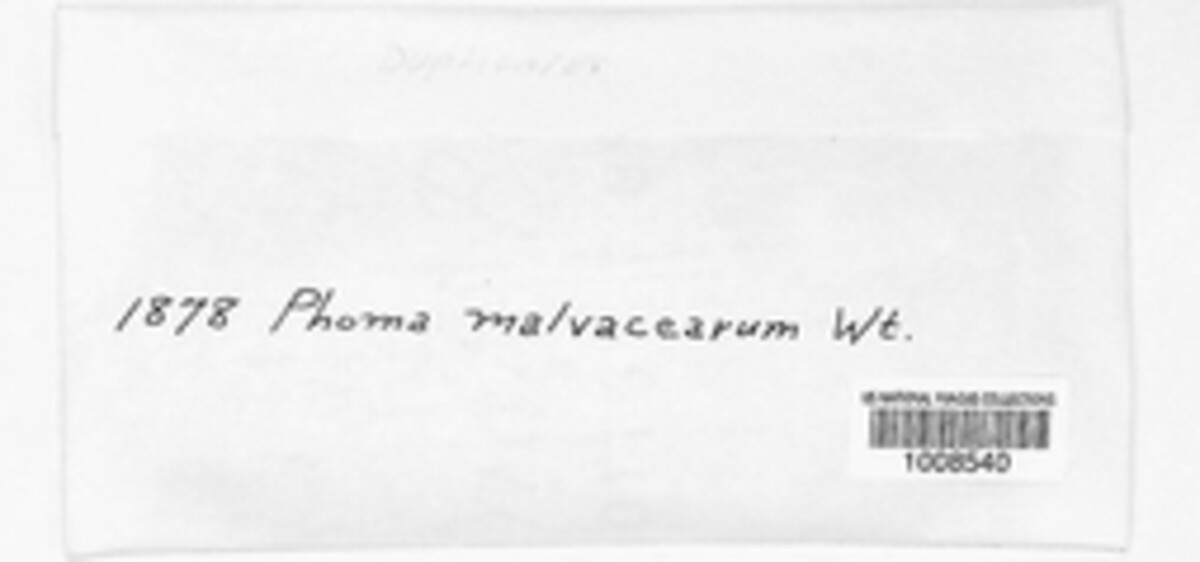 Duplicates
1878 Phoma malvacearum Wt.
US NATIONAL FUNGUS COLLECTIONS
1008540